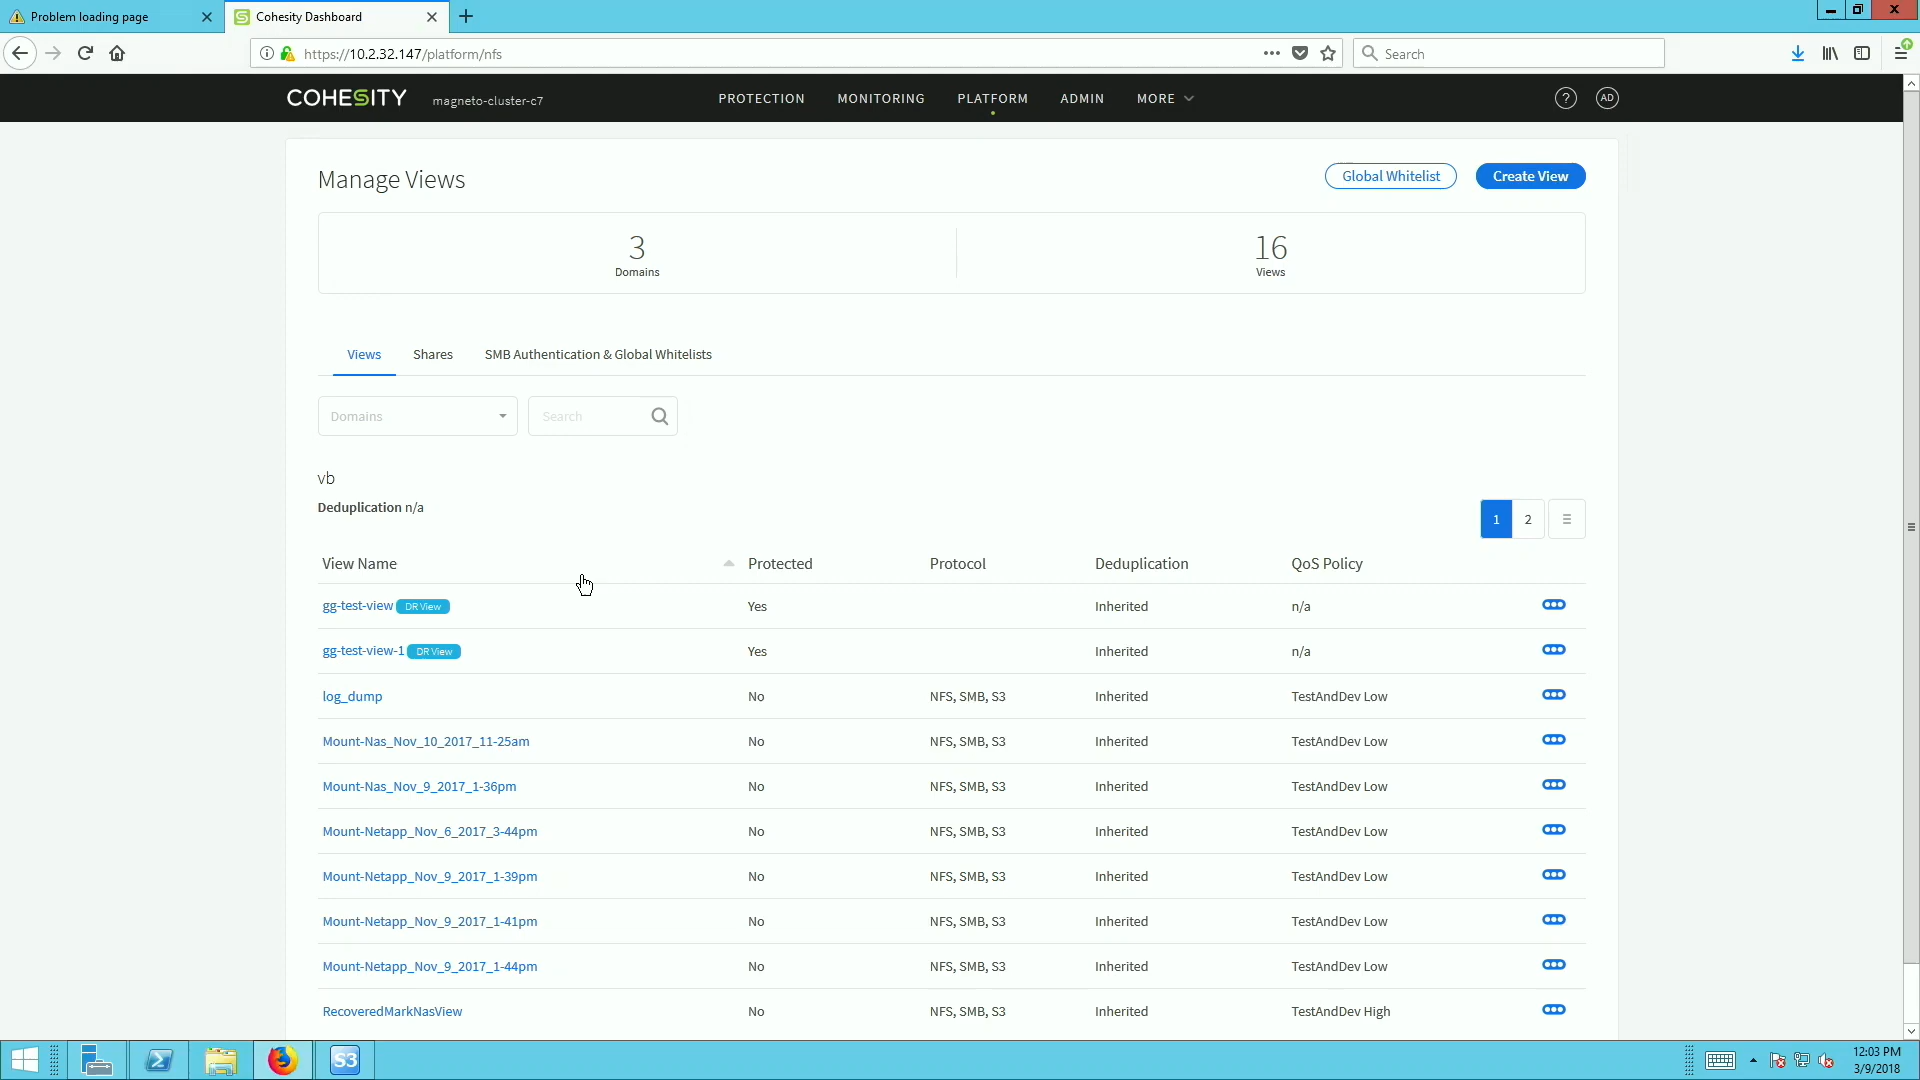 Problem loading page
Cohesity Dashboard
https://10.2.32.147/platform/nfs
Search
COHESITY
magneto-cluster-c7
PROTECTION
MONITORING
PLATFORM
ADMIN
MORE
?
AD
Manage Views
Global Whitelist
Create View
3
Domains
16
Views
Views
Shares
SMB Authentication & Global Whitelists
Domains
Search
vb
Deduplication n/a
1
2
View Name Protected Protocol Deduplication QoS Policy
gg-test-view DR View Yes Inherited n/a
gg-test-view-1 DR View Yes Inherited n/a
log_dump No NFS, SMB, S3 Inherited TestAndDev Low
Mount-Nas_Nov_10_2017_11-25am No NFS, SMB, S3 Inherited TestAndDev Low
Mount-Nas_Nov_9_2017_1-36pm No NFS, SMB, S3 Inherited TestAndDev Low
Mount-Netapp_Nov_6_2017_3-44pm No NFS, SMB, S3 Inherited TestAndDev Low
Mount-Netapp_Nov_9_2017_1-39pm No NFS, SMB, S3 Inherited TestAndDev Low
Mount-Netapp_Nov_9_2017_1-41pm No NFS, SMB, S3 Inherited TestAndDev Low
Mount-Netapp_Nov_9_2017_1-44pm No NFS, SMB, S3 Inherited TestAndDev Low
RecoveredMarkNasView No NFS, SMB, S3 Inherited TestAndDev High
S3
12:03 PM
3/9/2018